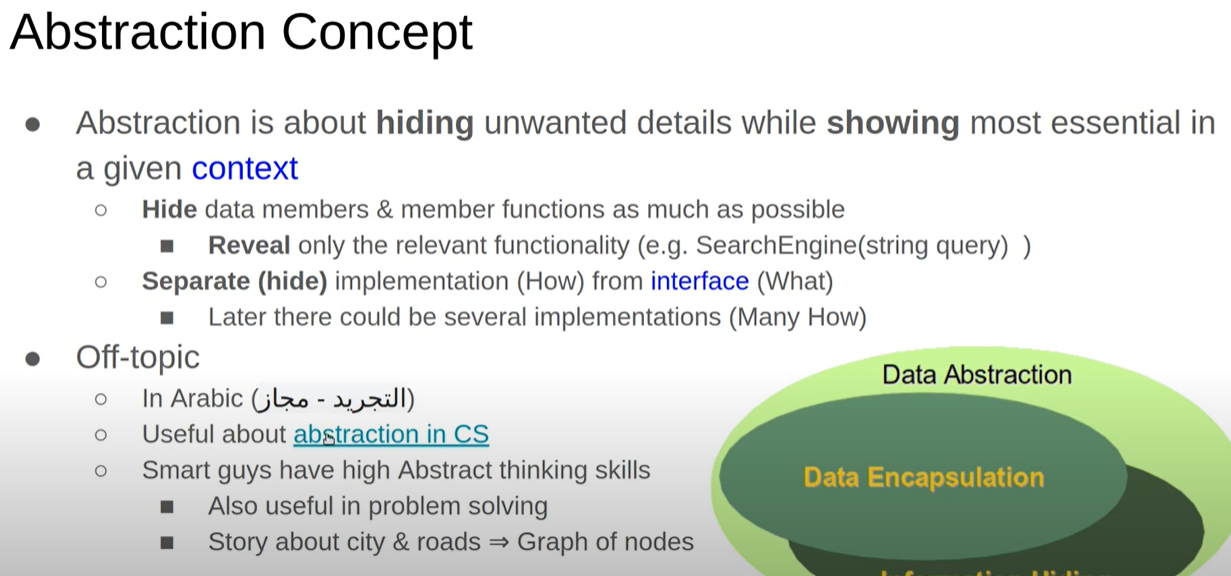 Abstraction Concept
● Abstraction is about hiding unwanted details while showing most essential in
a given context
○ Hide data members & member functions as much as possible
■ Reveal only the relevant functionality (e.g. SearchEngine(string query) )
○ Separate (hide) implementation (How) from interface (What)
■ Later there could be several implementations (Many How)
● Off-topic
○ In Arabic (التجريد - مجاز)
○ Useful about abstraction in CS
○ Smart guys have high Abstract thinking skills
■ Also useful in problem solving
■ Story about city & roads ⇒ Graph of nodes
Data Abstraction
Data Encapsulation